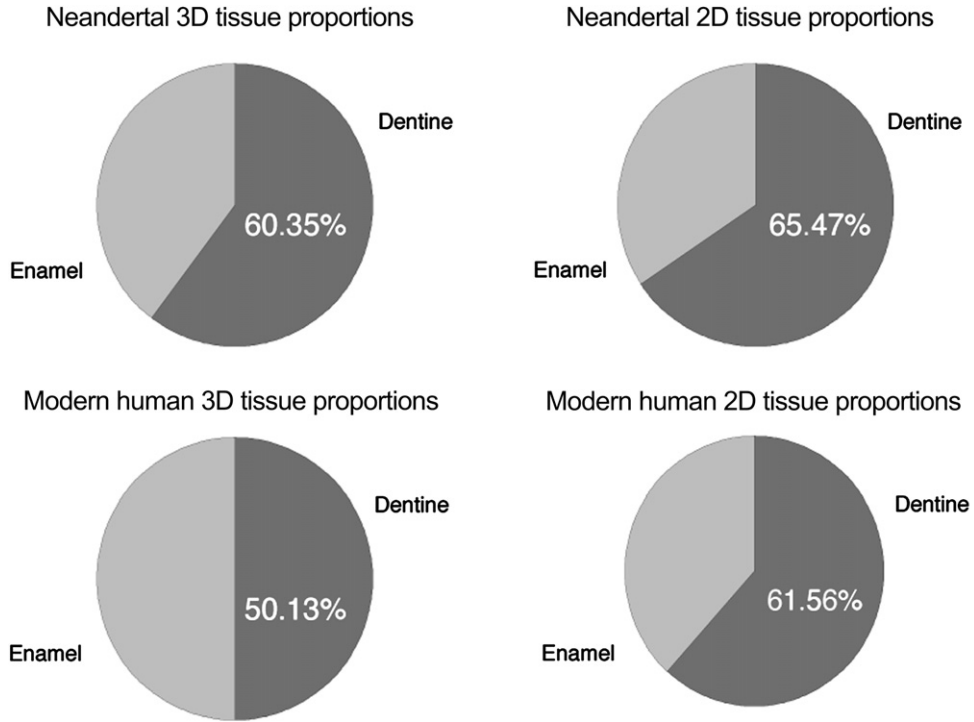 Neandertal 3D tissue proportions
Dentine
60.35%
Enamel
Neandertal 2D tissue proportions
Dentine
65.47%
Enamel
Modern human 3D tissue proportions
Dentine
50.13%
Enamel
Modern human 2D tissue proportions
Dentine
61.56%
Enamel